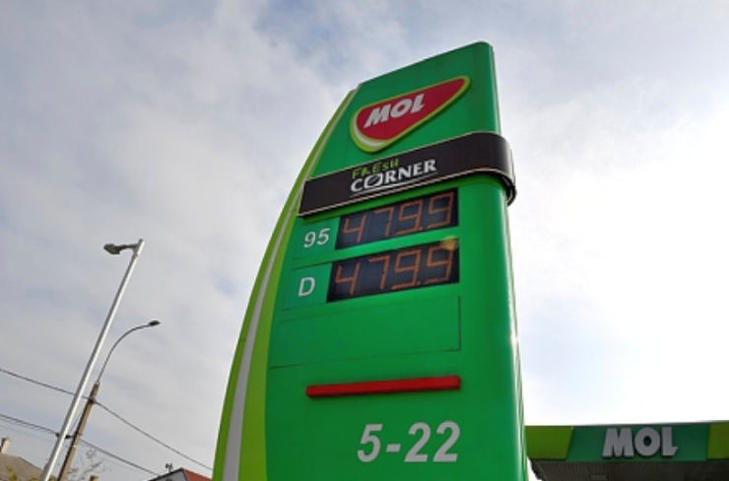 MOL
FRESH
CORNER
95 479.9
D 479.9
5-22
MOL